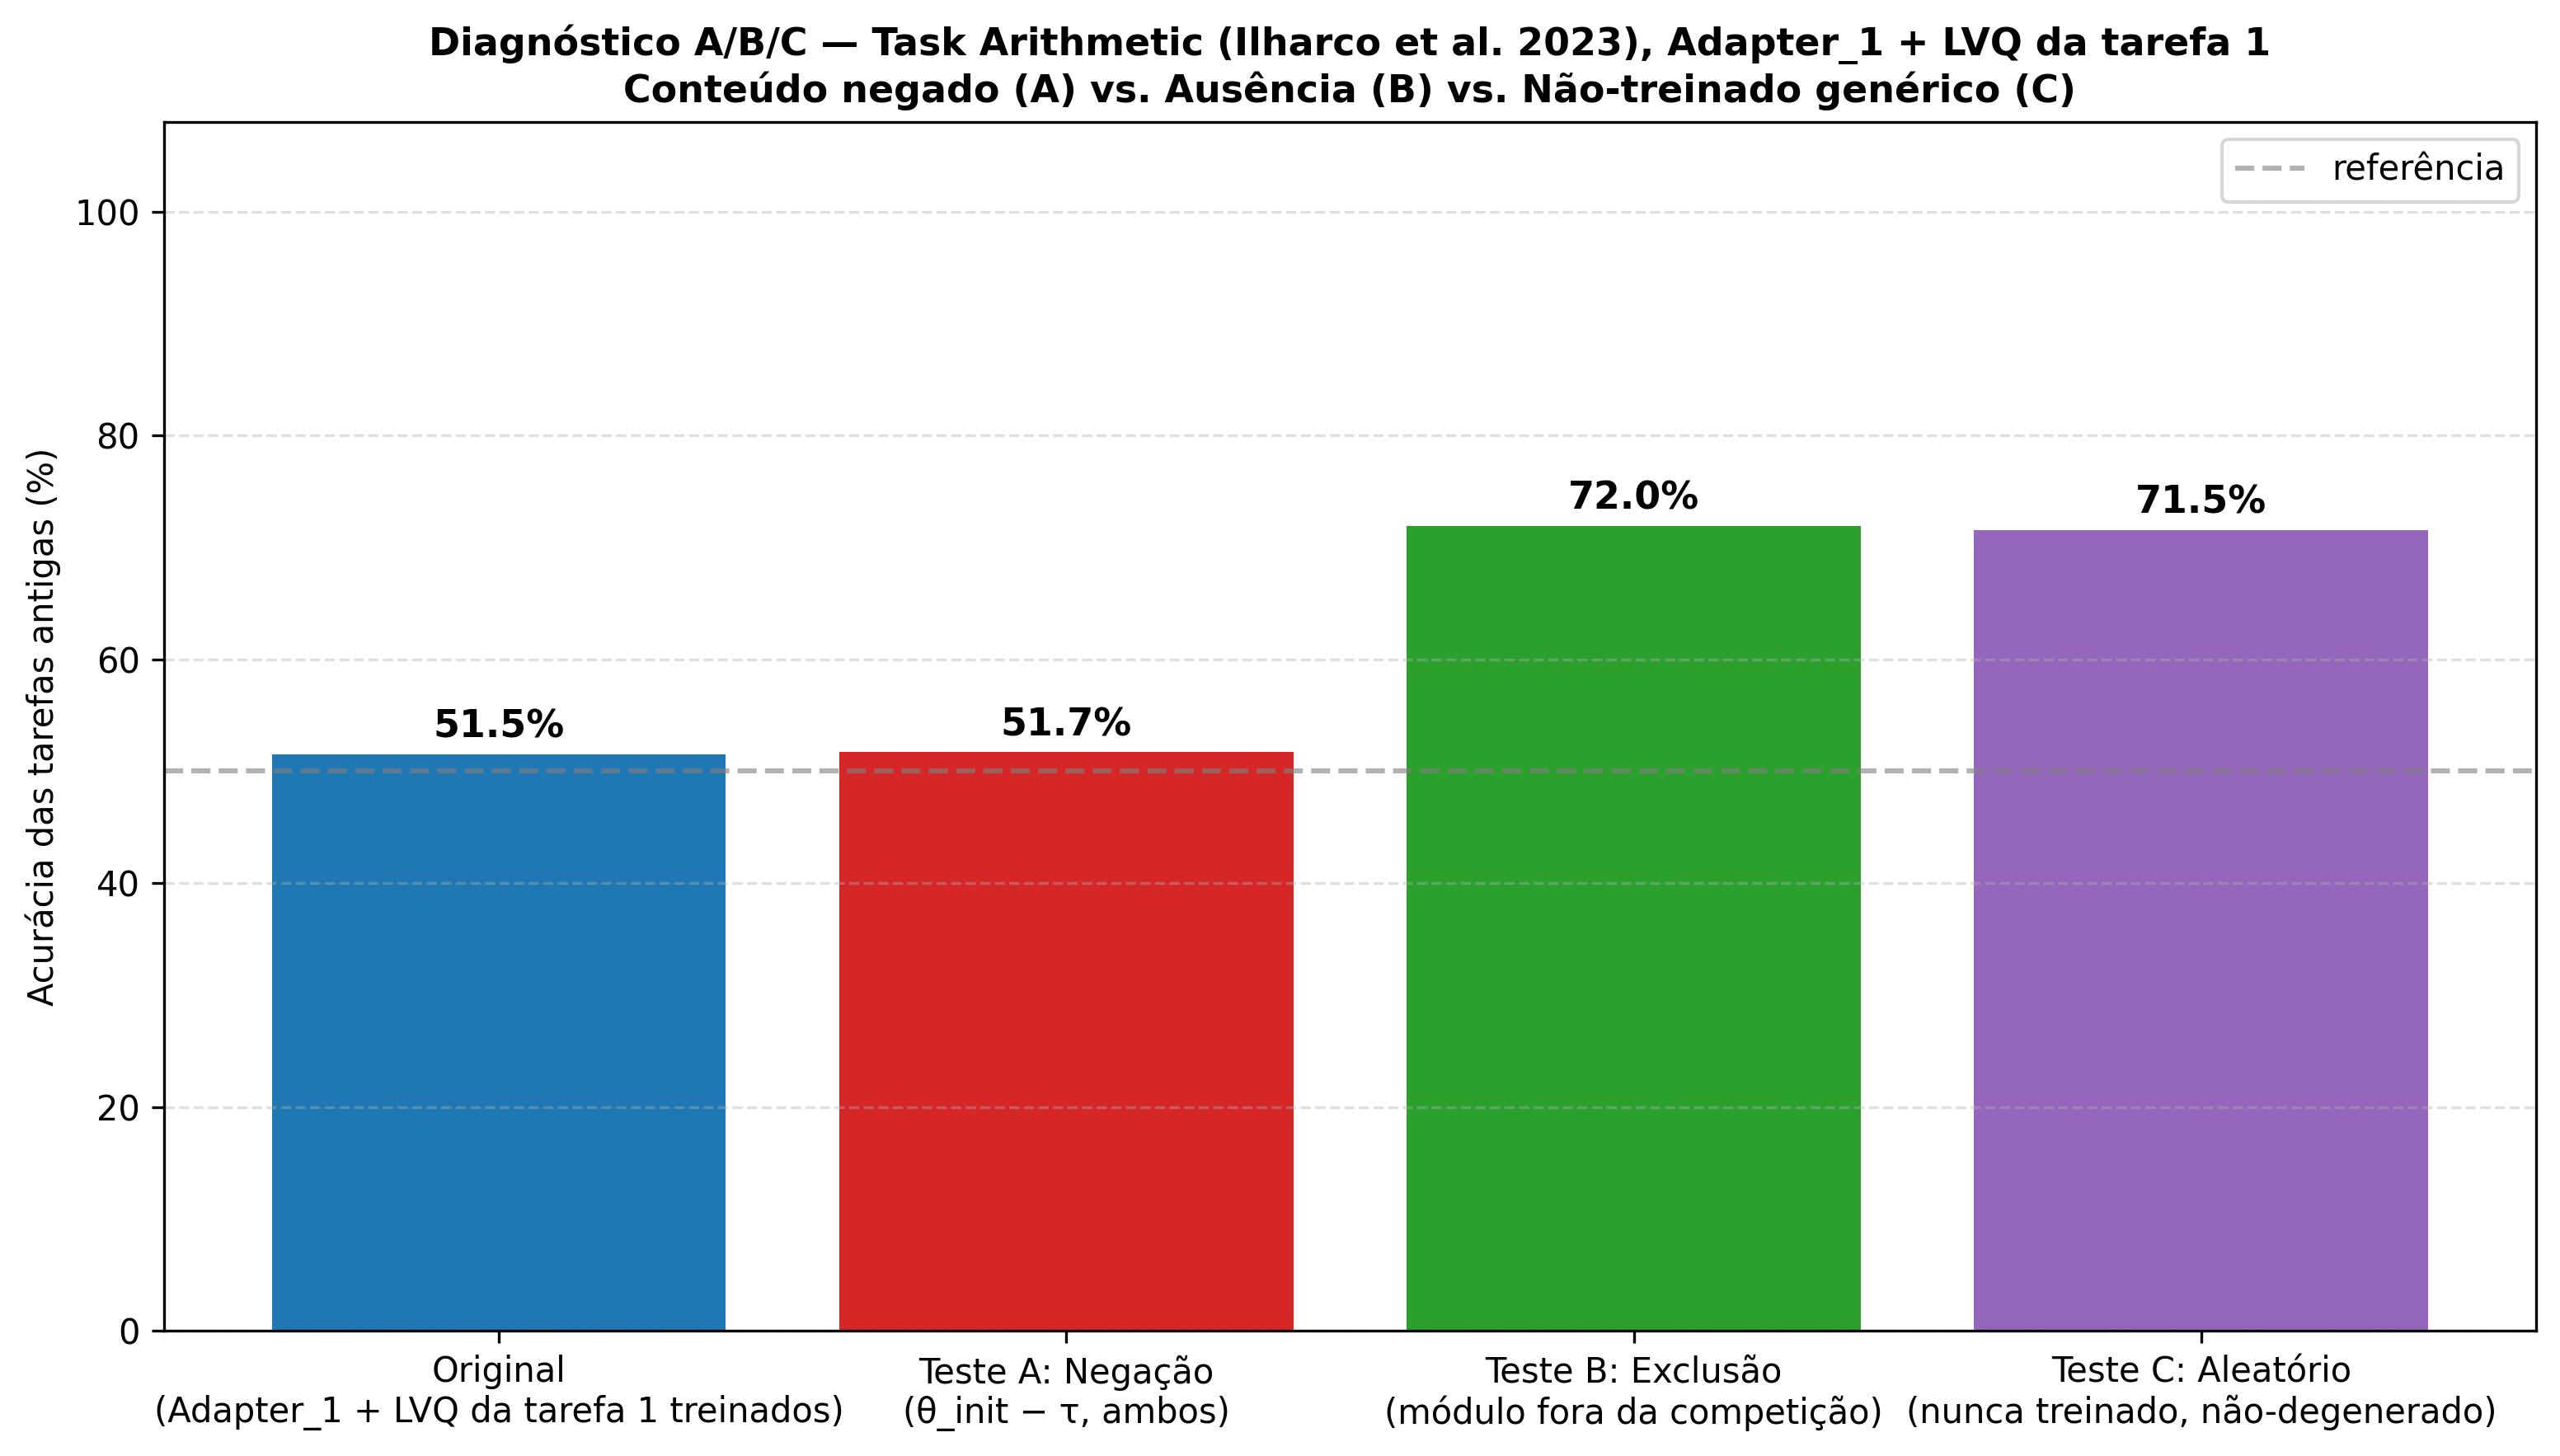 Diagnóstico A/B/C — Task Arithmetic (Ilharco et al. 2023), Adapter_1 + LVQ da tarefa 1
Conteúdo negado (A) vs. Ausência (B) vs. Não-treinado genérico (C)
referência
Acurácia das tarefas antigas (%)
100
80
60
40
20
0
51.5%
51.7%
72.0%
71.5%
Original
(Adapter_1 + LVQ da tarefa 1 treinados)
Teste A: Negação
(θ_init − τ, ambos)
Teste B: Exclusão
(módulo fora da competição)
Teste C: Aleatório
(nunca treinado, não-degenerado)